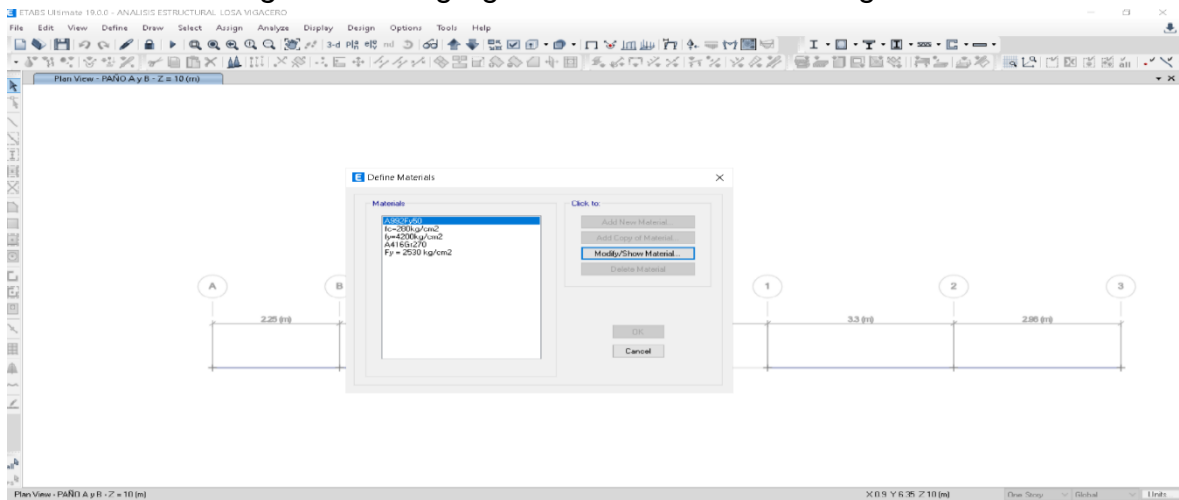 ETABS Ultimate 19.0.0 - ANALISIS ESTRUCTURAL LOSA VIGACERO
File Edit View Define Draw Select Assign Analyze Display Design Options Tools Help
Plan View - PAÑO A y B - Z = 10 (m)
Define Materials
Materials
A992Fy50
fc=280kg/cm2
fy=4200kg/cm2
A416Gr270
Fy = 2530 kg/cm2
Click to:
Add New Material...
Add Copy of Material...
Modify/Show Material...
Delete Material
OK
Cancel
A
B
1
2
3
2.25 (m)
3.3 (m)
Plan View - PAÑO A y B - Z = 10 (m)
X 0.9 Y 6.35 Z 10 (m)
One Story
Global
Units